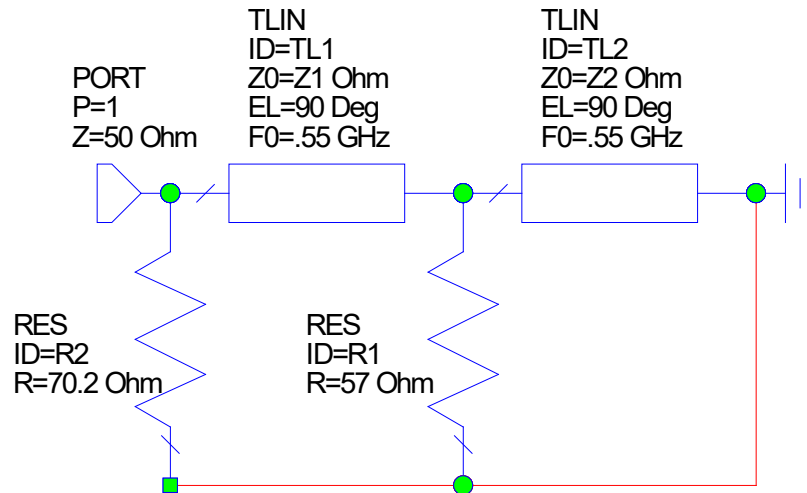 PORT
P=1
Z=50 Ohm
TLIN
ID=TL1
Z0=Z1 Ohm
EL=90 Deg
F0=.55 GHz
TLIN
ID=TL2
Z0=Z2 Ohm
EL=90 Deg
F0=.55 GHz
RES
ID=R2
R=70.2 Ohm
RES
ID=R1
R=57 Ohm